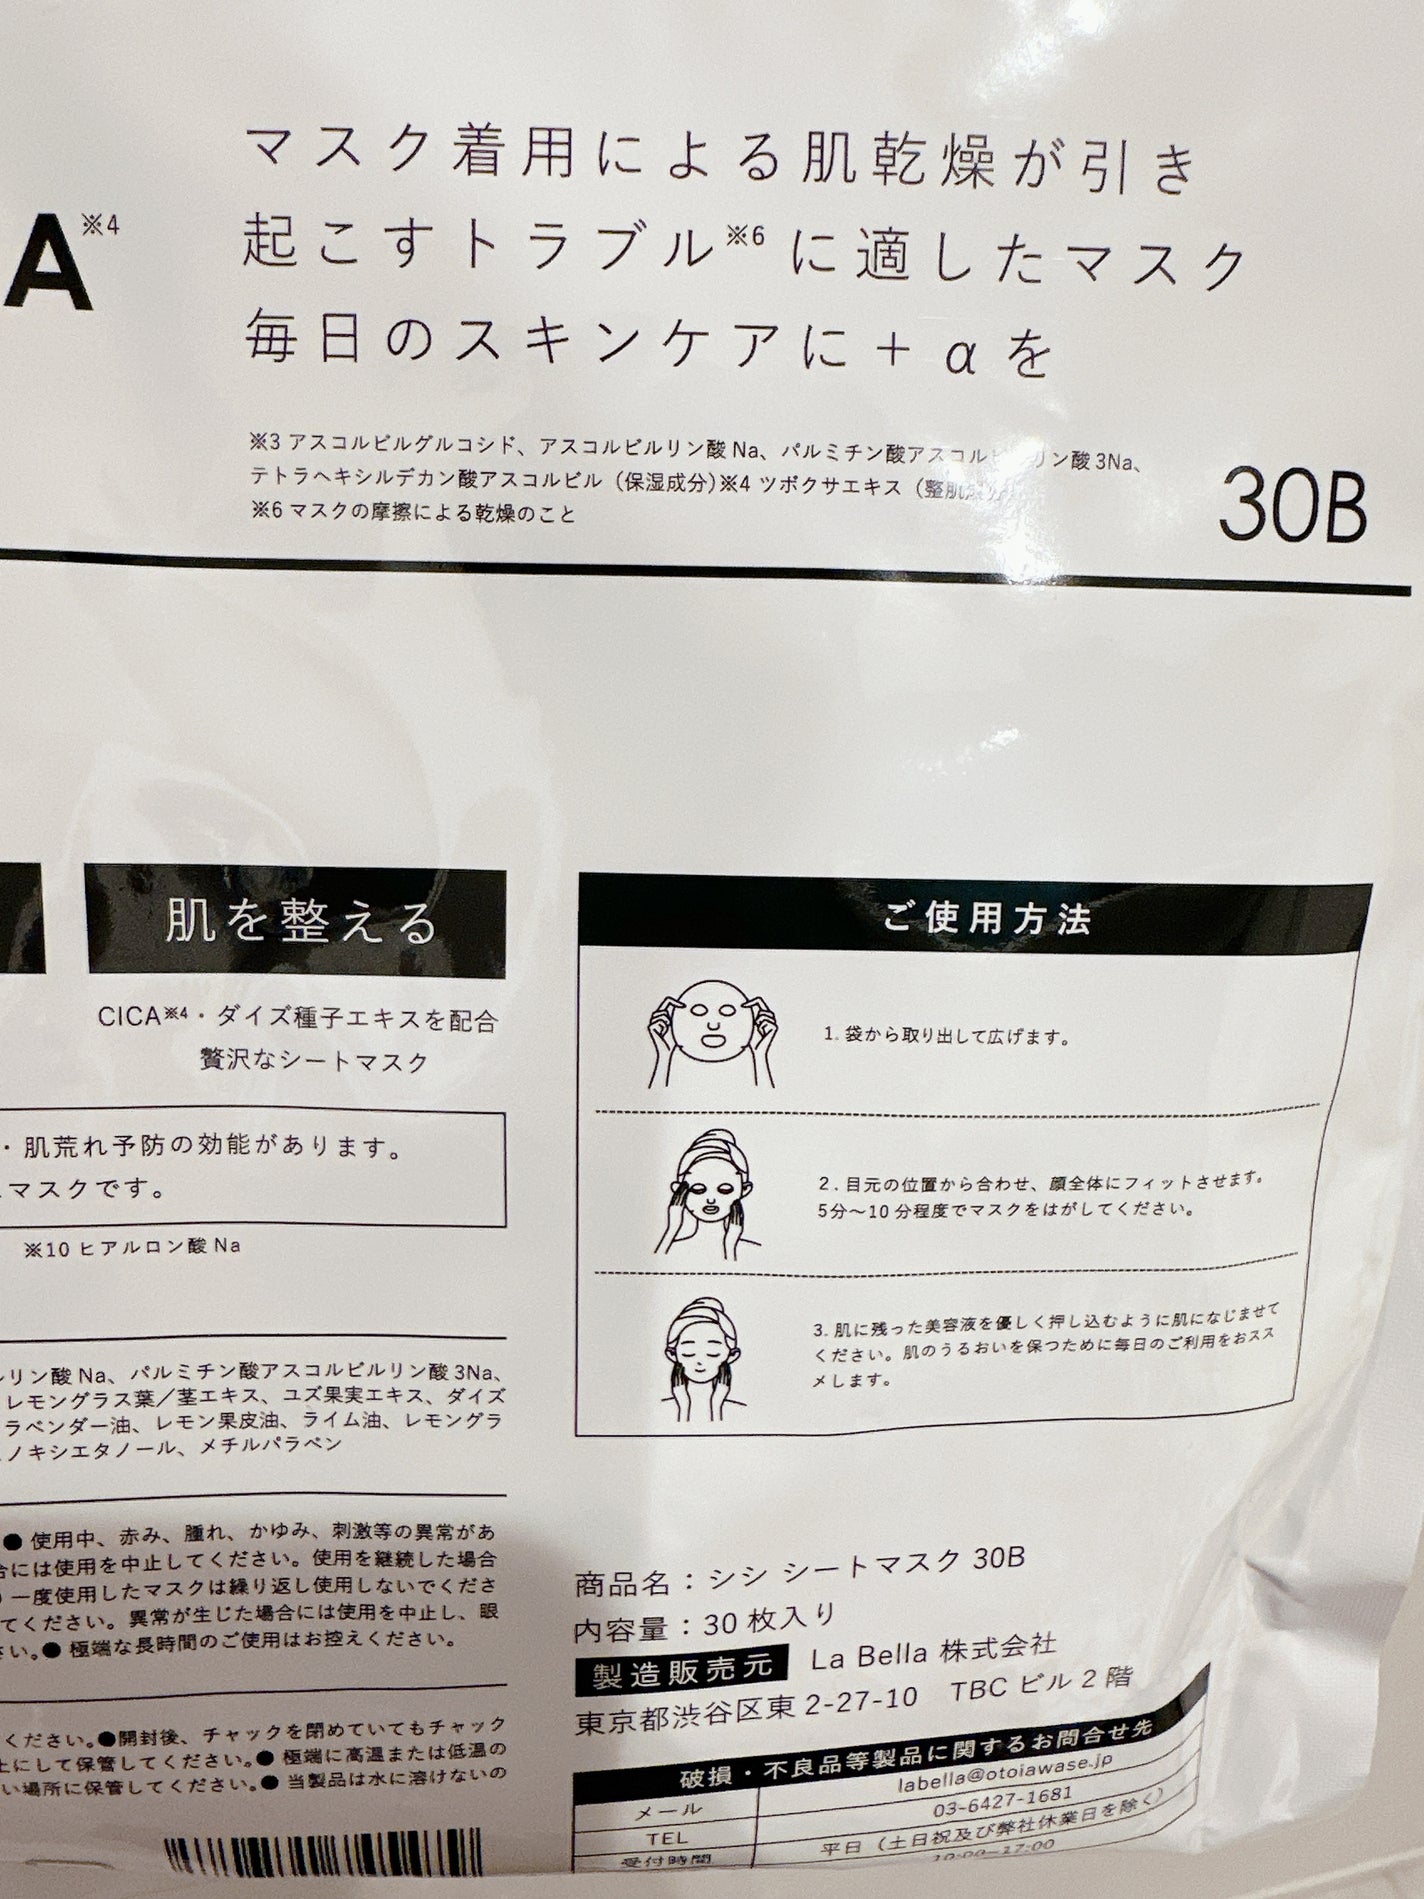 マスク着用による肌乾燥が引き
起こすトラブル※6 に適したマスク
毎日のスキンケアに + α を
A※4
※3 アスコルビルグルコシド、アスコルビルリン酸 Na、パルミチン酸アスコルビルリン酸 3Na、
テトラヘキシルデカン酸アスコルビル（保湿成分)※4 ツボクサエキス（整肌成分）
※6 マスクの摩擦による乾燥のこと
30B
肌を整える
CICA※4・ダイズ種子エキスを配合
贅沢なシートマスク
・肌荒れ予防の効能があります。
マスクです。
※10 ヒアルロン酸 Na
リン酸 Na、パルミチン酸アスコルビルリン酸 3Na、
レモングラス葉／茎エキス、ユズ果実エキス、ダイズ
ラベンダー油、レモン果皮油、ライム油、レモングラ
ノキシエタノール、メチルパラベン
● 使用中、赤み、腫れ、かゆみ、刺激等の異常があ
には使用を中止してください。使用を継続した場合
一度使用したマスクは繰り返し使用しないでくださ
てください。異常が生じた場合には使用を中止し、眼
い。● 極端な長時間のご使用はお控えください。
ください。●開封後、チャックを閉めていてもチャック
上にして保管してください。● 極端に高温または低温の
い場所に保管してください。● 当製品は水に溶けないの
ご使用方法
1. 袋から取り出して広げます。
2. 目元の位置から合わせ、顔全体にフィットさせます。
5分〜10 分程度でマスクをはがしてください。
3. 肌に残った美容液を優しく押し込むように肌になじませて
ください。肌のうるおいを保つために毎日のご利用をおスス
メします。
商品名：シシ シートマスク 30B
内容量：30 枚入り
製造販売元 La Bella 株式会社
東京都渋谷区東 2-27-10 TBC ビル 2 階
破損・不良品等製品に関するお問合せ先
メール labella@otoiawase.jp
TEL 03-6427-1681
受付時間 平日（土日祝及び弊社休業日を除く）
10:00—17:00